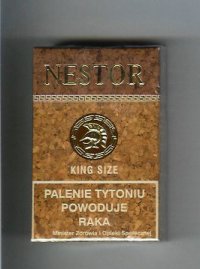 NESTOR
KING SIZE
PALENIE TYTONIU
POWODUJE
RAKA
Minister Zdrowia i Opieki Społecznej